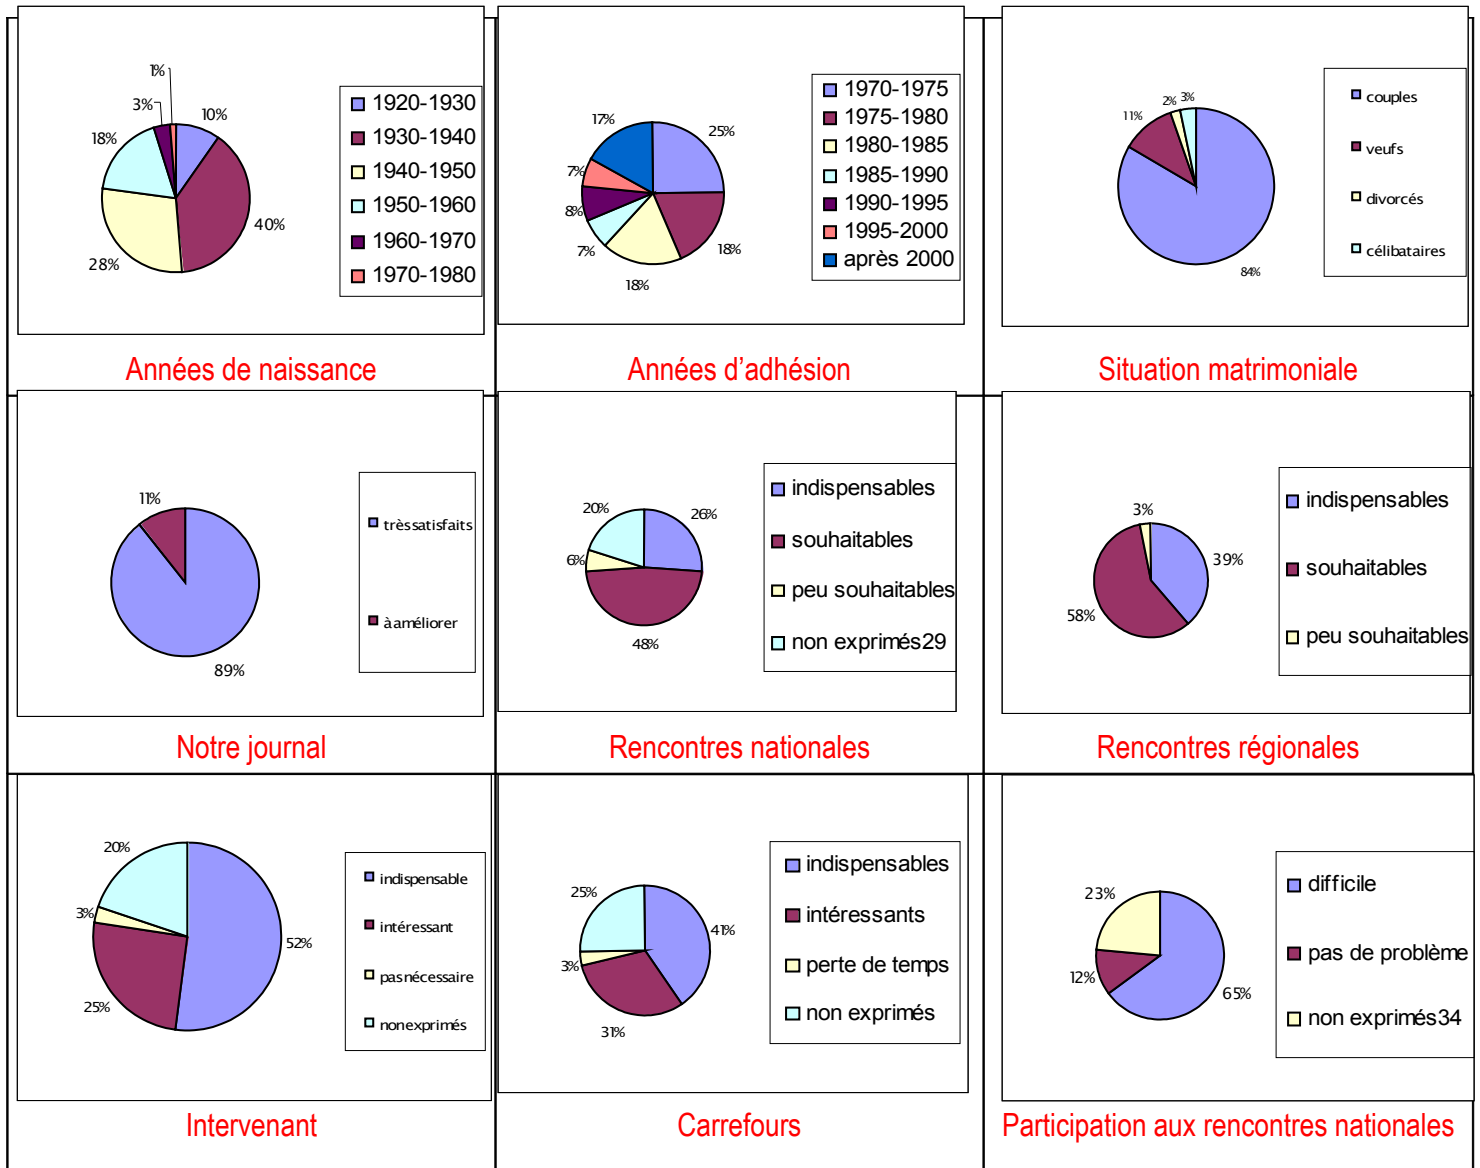 1%
3%
10%
18%
40%
28%
1920-1930
1930-1940
1940-1950
1950-1960
1960-1970
1970-1980
Années de naissance
17%
25%
7%
8%
7%
18%
18%
1970-1975
1975-1980
1980-1985
1985-1990
1990-1995
1995-2000
après 2000
Années d’adhésion
2% 3%
11%
84%
couples
veufs
divorcés
célibataires
Situation matrimoniale
11%
89%
trèssatisfaits
àaméliorer
Notre journal
20%
26%
6%
48%
indispensables
souhaitables
peu souhaitables
non exprimés29
Rencontres nationales
3%
39%
58%
indispensables
souhaitables
peu souhaitables
Rencontres régionales
20%
3%
52%
25%
indispensable
intéressant
pasnécessaire
nonexprimés
Intervenant
25%
41%
3%
31%
indispensables
intéressants
perte de temps
non exprimés
Carrefours
23%
12%
65%
difficile
pas de problème
non exprimés34
Participation aux rencontres nationales